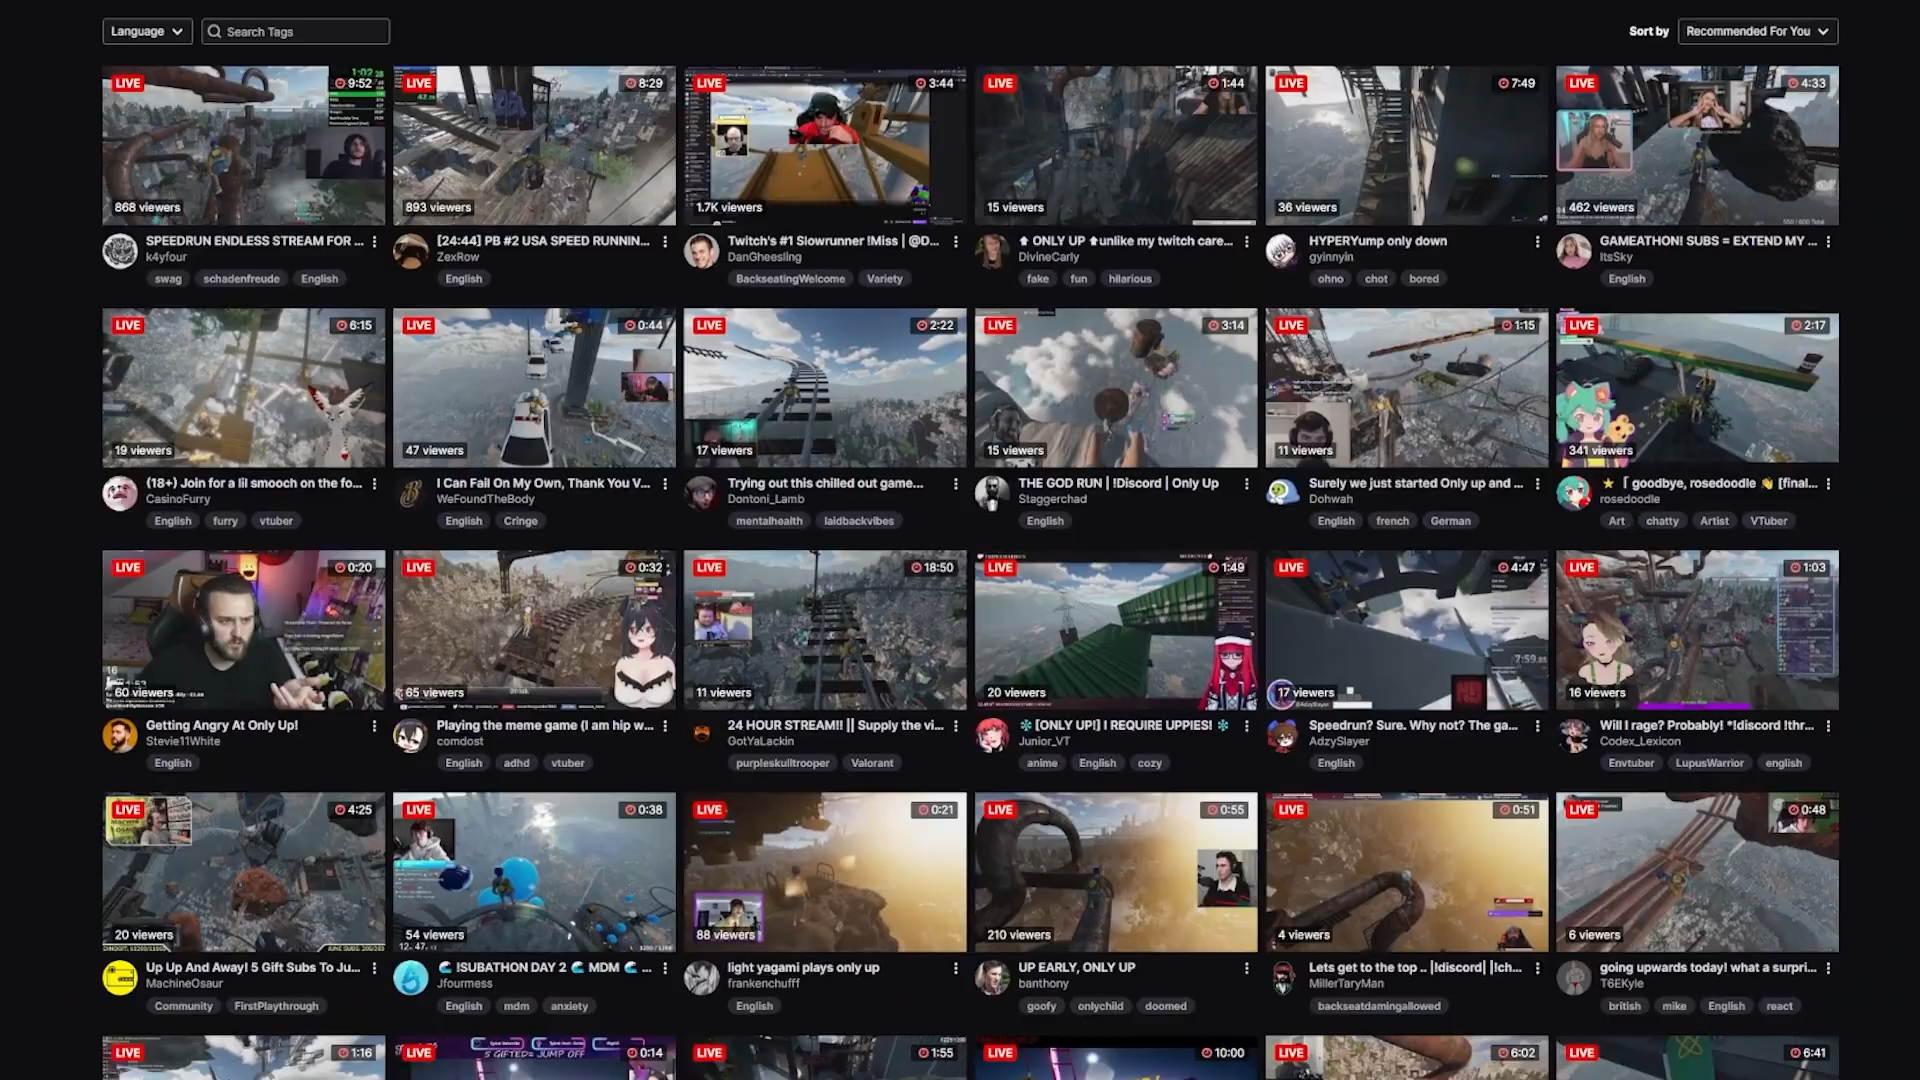 Language
Search Tags
Sort by
Recommended For You
LIVE
9:52
868 viewers
SPEEDRUN ENDLESS STREAM FOR ...
k4yfour
swag schadenfreude English
LIVE
8:29
893 viewers
[24:44] PB #2 USA SPEED RUNNIN...
ZexRow
English
LIVE
3:44
1.7K viewers
Twitch's #1 Slowrunner !Miss | @D...
DanGheesling
BackseatingWelcome Variety
LIVE
1:44
15 viewers
⬆ ONLY UP ⬆unlike my twitch care...
DivineCarly
fake fun hilarious
LIVE
7:49
36 viewers
HYPERYump only down
gyinnyin
ohno chot bored
LIVE
4:33
462 viewers
GAMEATHON! SUBS = EXTEND MY ...
ItsSky
English
LIVE
6:15
19 viewers
(18+) Join for a lil smooch on the fo...
CasinoFurry
English furry vtuber
LIVE
0:44
47 viewers
I Can Fail On My Own, Thank You V...
WeFoundTheBody
English Cringe
LIVE
2:22
17 viewers
Trying out this chilled out game...
Dontoni_Lamb
mentalhealth laidbackvibes
LIVE
3:14
15 viewers
THE GOD RUN | !Discord | Only Up
Staggerchad
English
LIVE
1:15
11 viewers
Surely we just started Only up and ...
Dohwah
English french German
LIVE
2:17
341 viewers
⭐「 goodbye, rosedoodle 👋 [final...
rosedoodle
Art chatty Artist VTuber
LIVE
0:20
60 viewers
Getting Angry At Only Up!
Stevie11White
English
LIVE
0:32
65 viewers
Playing the meme game (I am hip w...
comdost
English adhd vtuber
LIVE
18:50
11 viewers
24 HOUR STREAM!! || Supply the vi...
GotYaLackin
purpleskulltrooper Valorant
LIVE
1:49
20 viewers
❄ [ONLY UP!] I REQUIRE UPPIES! ❄
Junior_VT
anime English cozy
LIVE
4:47
7:59
17 viewers
@AdzySlayer
Speedrun? Sure. Why not? The ga...
AdzySlayer
English
LIVE
1:03
16 viewers
Will I rage? Probably! *!discord !thr...
Codex_Lexicon
Envtuber LupusWarrior english
LIVE
4:25
20 viewers
Up Up And Away! 5 Gift Subs To Ju...
MachineOsaur
Community FirstPlaythrough
LIVE
0:38
54 viewers
🌊 !SUBATHON DAY 2 🌊 MDM 🌊 ...
Jfourmess
English mdm anxiety
LIVE
0:21
88 viewers
light yagami plays only up
frankenchufff
English
LIVE
0:55
210 viewers
UP EARLY, ONLY UP
banthony
goofy onlychild doomed
LIVE
0:51
4 viewers
Lets get to the top .. |!discord| |!ch...
MillerTaryMan
backseatdamingallowed
LIVE
0:48
6 viewers
going upwards today! what a surpri...
T6EKyle
british mike English react
LIVE
1:16
LIVE
5 GIFTED= JUMP OFF
0:14
LIVE
1:55
LIVE
10:00
LIVE
6:02
LIVE
6:41